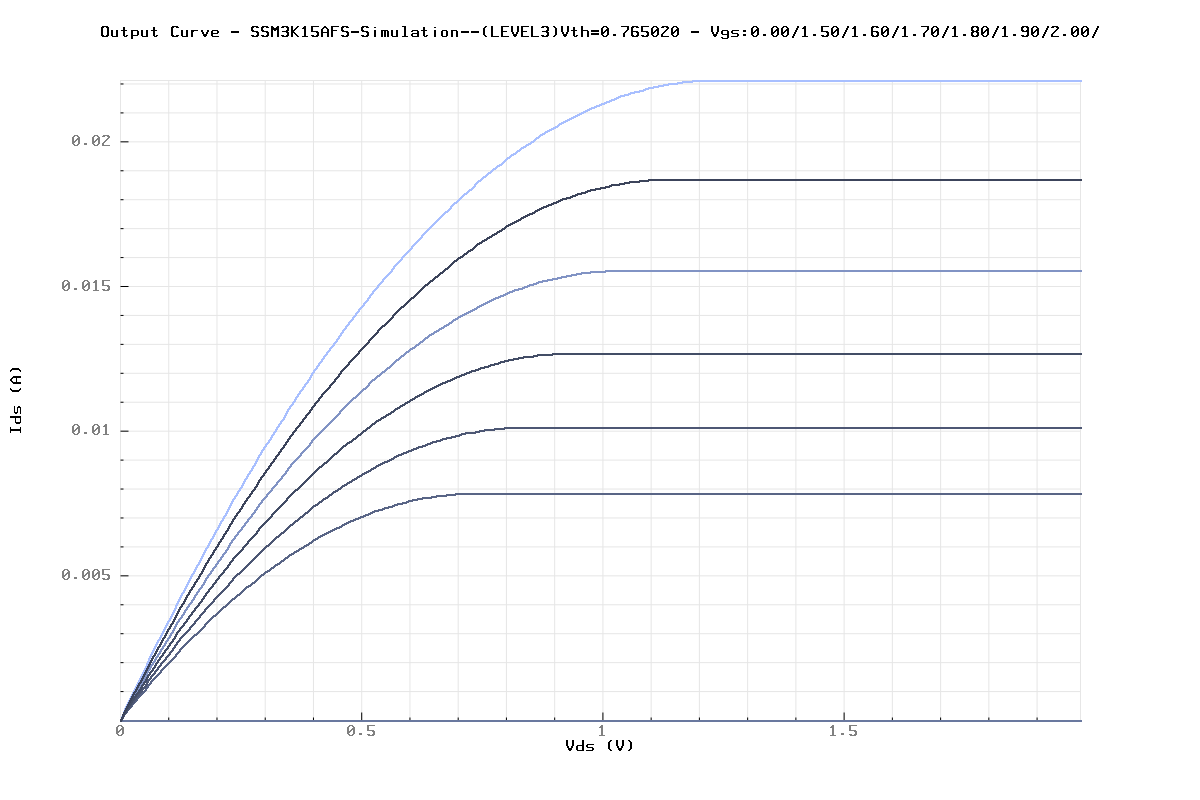 Output Curve - SSM3K15AFS-Simulation--(LEVEL3)Vth=0.765020 - Vgs:0.00/1.50/1.60/1.70/1.80/1.90/2.00/
0.02
0.015
Ids (A)
0.01
0.005
0 0.5 1 1.5
Vds (V)